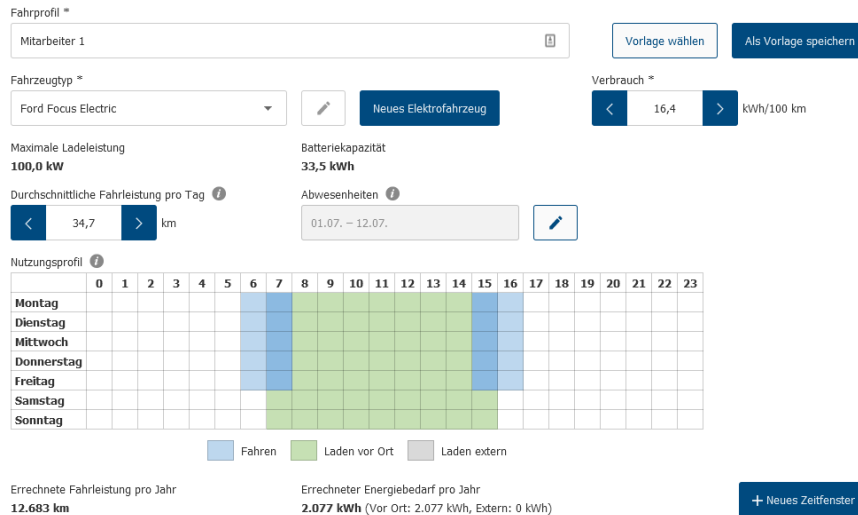 Fahrprofil *
Mitarbeiter 1
Vorlage wählen
Als Vorlage speichern
Fahrzeugtyp *
Verbrauch *
Ford Focus Electric
Neues Elektrofahrzeug
16,4
kWh/100 km
Maximale Ladeleistung
Batteriekapazität
100,0 kW
33,5 kWh
Durchschnittliche Fahrleistung pro Tag
Abwesenheiten
34,7
km
01.07. – 12.07.
Nutzungsprofil
0 1 2 3 4 5 6 7 8 9 10 11 12 13 14 15 16 17 18 19 20 21 22 23
Montag
Dienstag
Mittwoch
Donnerstag
Freitag
Samstag
Sonntag
Fahren
Laden vor Ort
Laden extern
Errechnete Fahrleistung pro Jahr
Errechneter Energiebedarf pro Jahr
12.683 km
2.077 kWh (Vor Ort: 2.077 kWh, Extern: 0 kWh)
+ Neues Zeitfenster